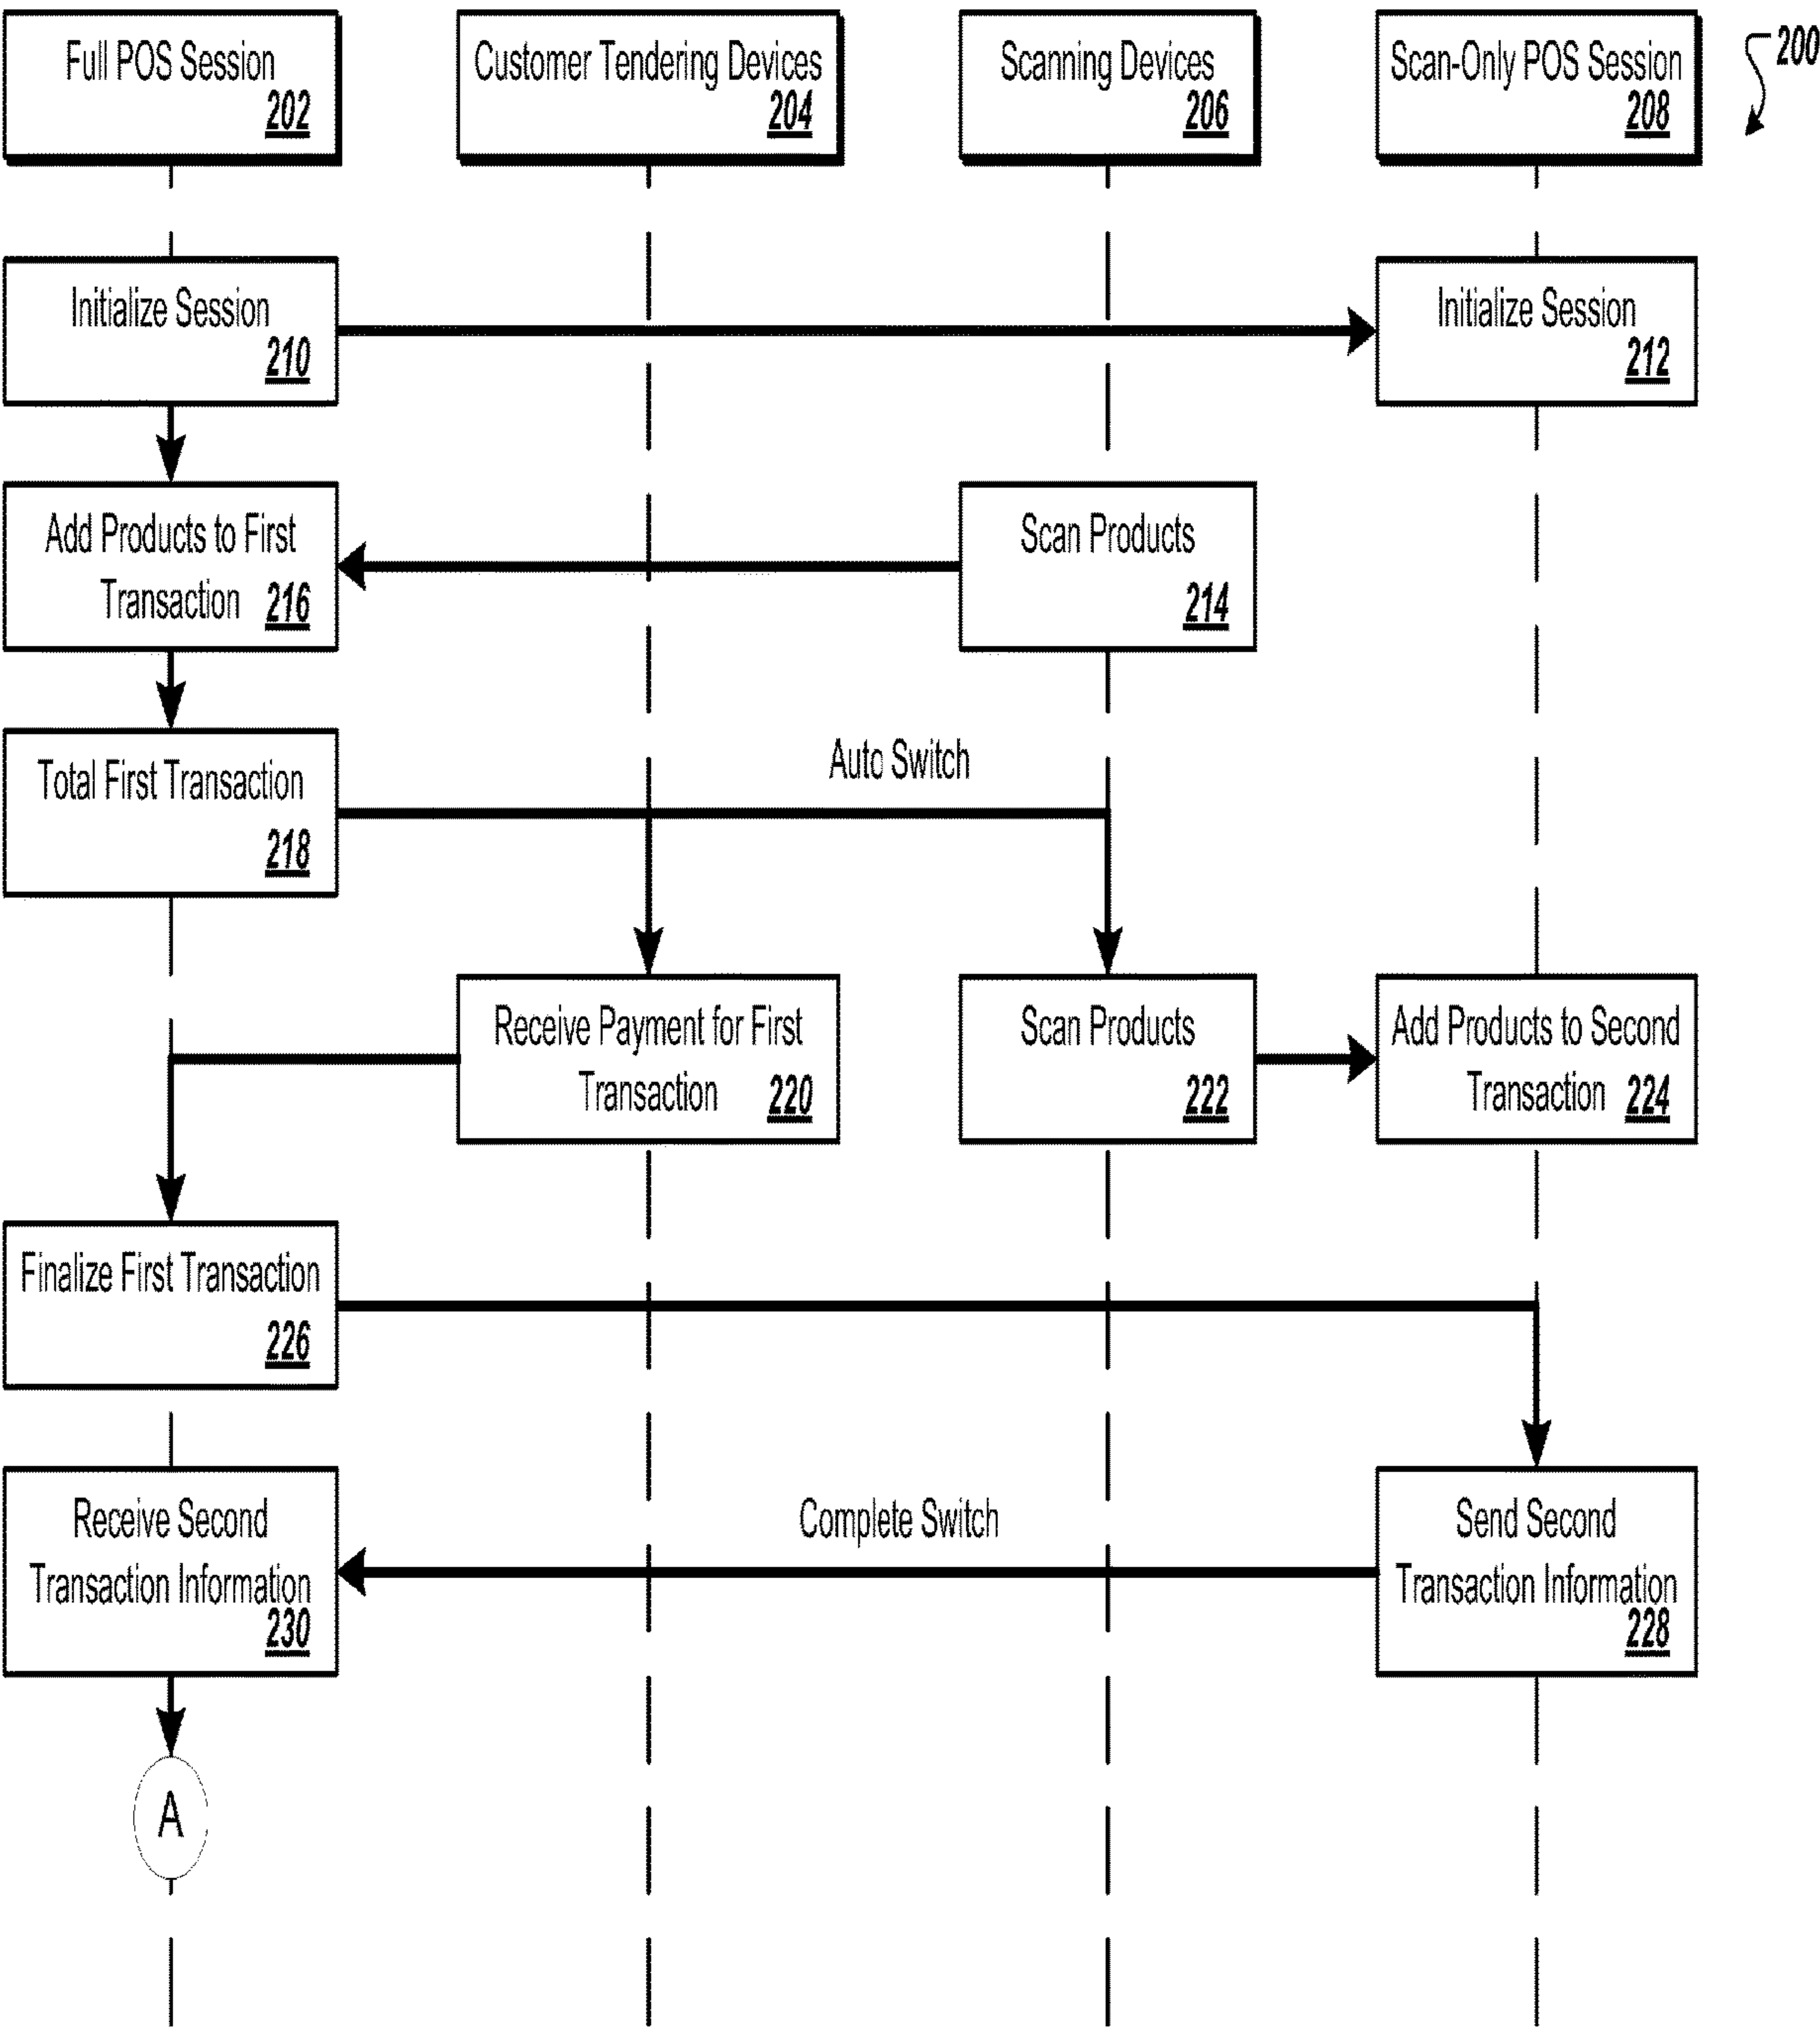 Full POS Session
202
Customer Tendering Devices
204
Scanning Devices
206
Scan-Only POS Session
208
200
Initialize Session
210
Initialize Session
212
Add Products to First
Transaction 216
Scan Products
214
Total First Transaction
218
Auto Switch
Receive Payment for First
Transaction 220
Scan Products
222
Add Products to Second
Transaction 224
Finalize First Transaction
226
Receive Second
Transaction Information
230
Complete Switch
Send Second
Transaction Information
228
A